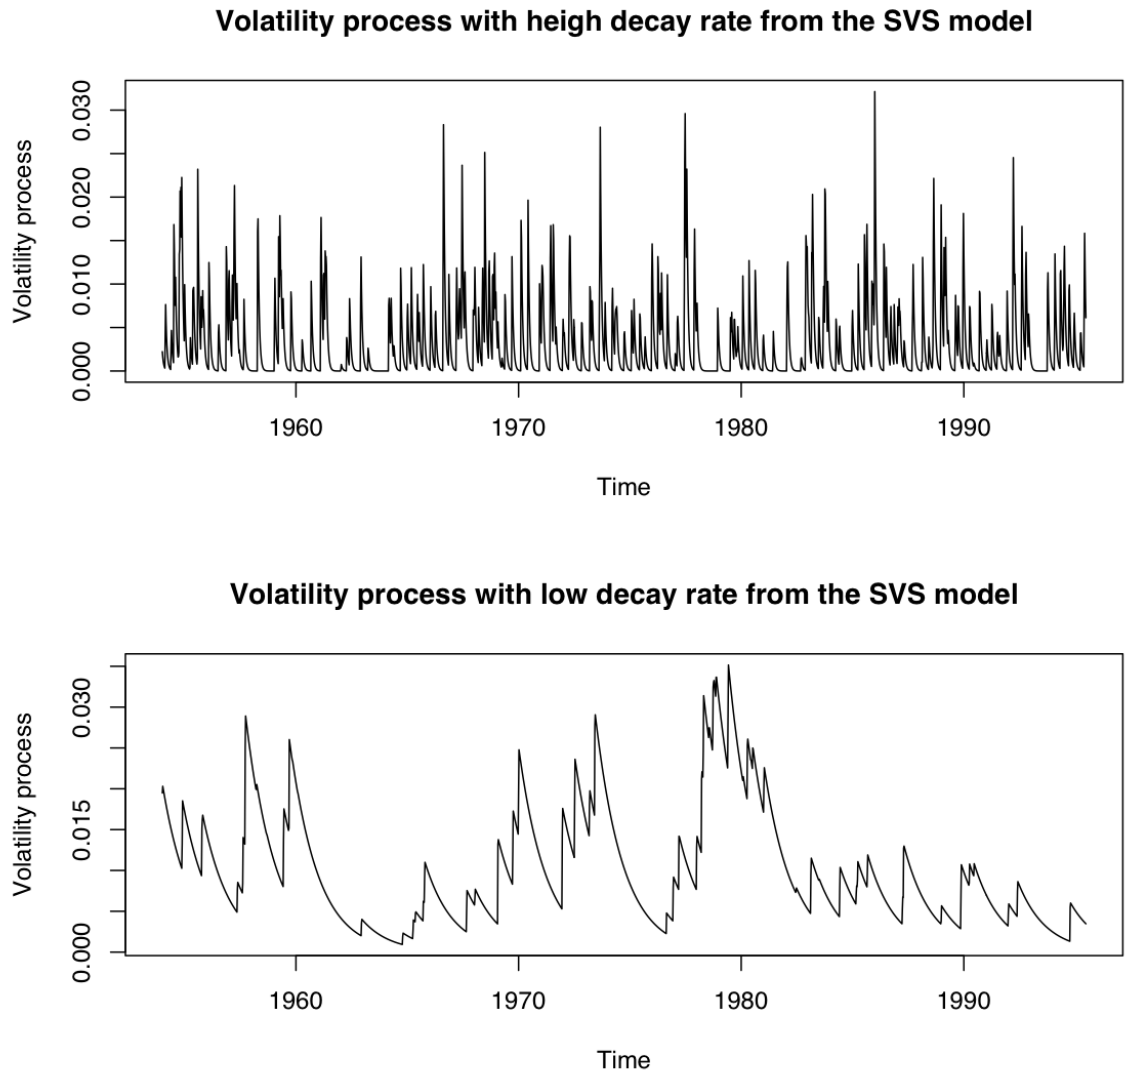 Volatility process with heigh decay rate from the SVS model
Volatility process
0.030
0.020
0.010
0.000
1960 1970 1980 1990
Time
Volatility process with low decay rate from the SVS model
Volatility process
0.030
0.015
0.000
1960 1970 1980 1990
Time